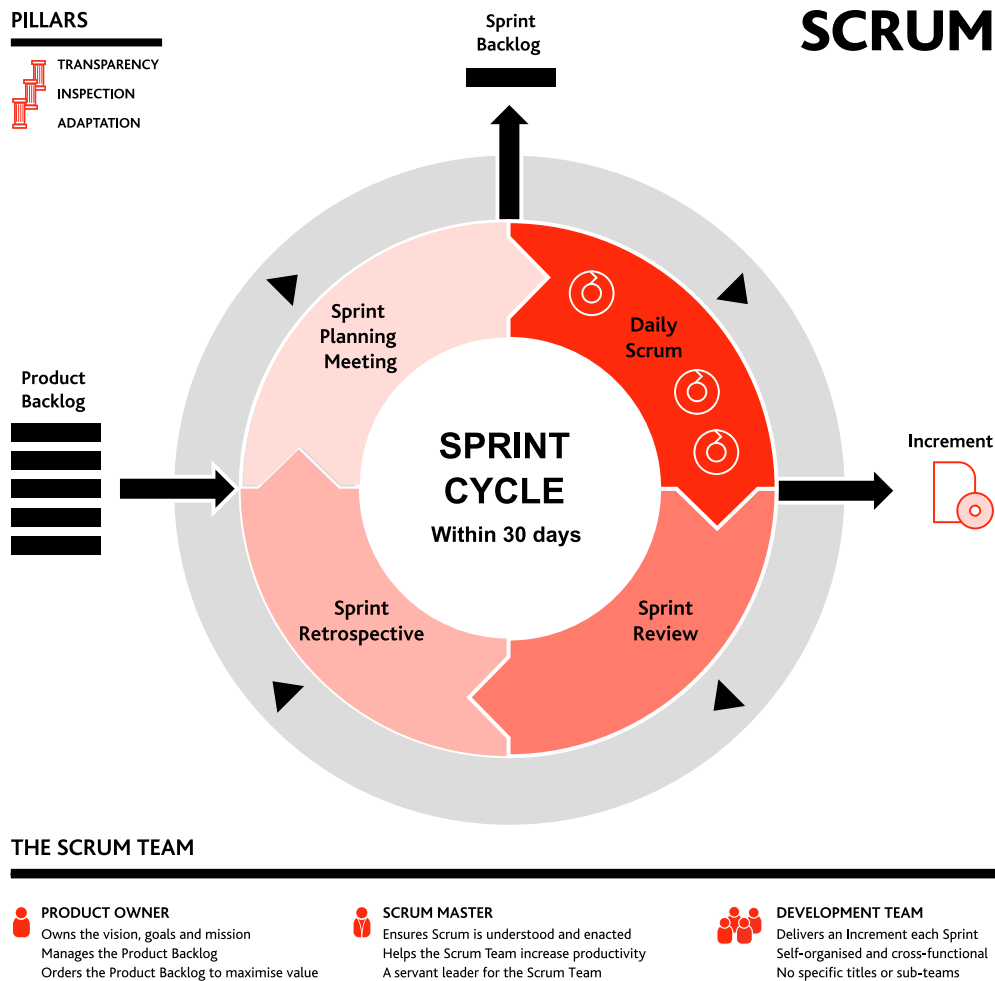 PILLARS
TRANSPARENCY
INSPECTION
ADAPTATION
Sprint
Backlog
SCRUM
Sprint
Planning
Meeting
Daily
Scrum
Product
Backlog
SPRINT
CYCLE
Within 30 days
Increment
Sprint
Retrospective
Sprint
Review
THE SCRUM TEAM
PRODUCT OWNER
Owns the vision, goals and mission
Manages the Product Backlog
Orders the Product Backlog to maximise value
SCRUM MASTER
Ensures Scrum is understood and enacted
Helps the Scrum Team increase productivity
A servant leader for the Scrum Team
DEVELOPMENT TEAM
Delivers an Increment each Sprint
Self-organised and cross-functional
No specific titles or sub-teams